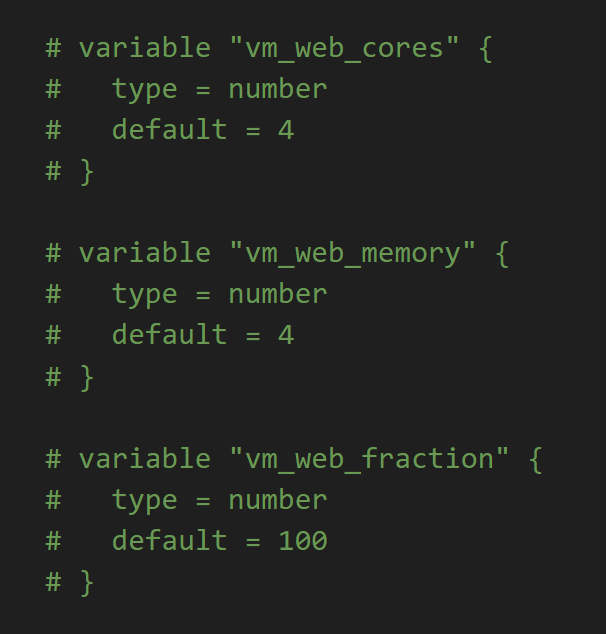 # variable "vm_web_cores" {
#   type = number
#   default = 4
# }
# variable "vm_web_memory" {
#   type = number
#   default = 4
# }
# variable "vm_web_fraction" {
#   type = number
#   default = 100
# }